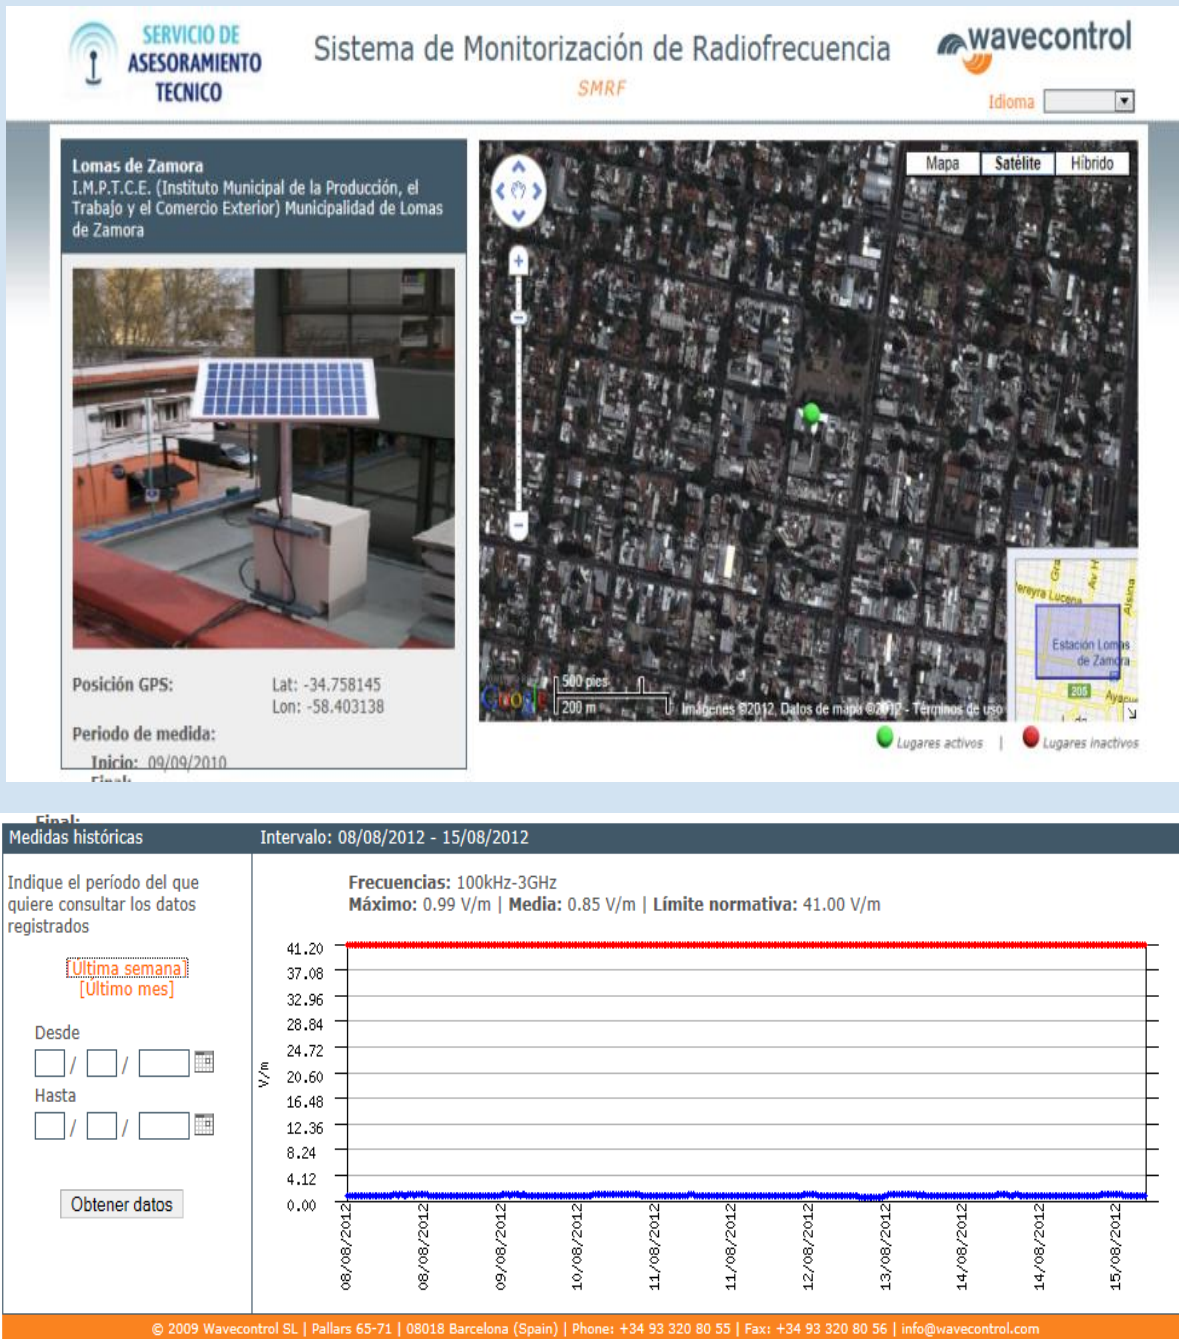 SERVICIO DE
ASESORAMIENTO
TECNICO
Sistema de Monitorización de Radiofrecuencia
SMRF
wavecontrol
Idioma
Lomas de Zamora
I.M.P.T.C.E. (Instituto Municipal de la Producción, el
Trabajo y el Comercio Exterior) Municipalidad de Lomas
de Zamora
Posición GPS:
Lat: -34.758145
Lon: -58.403138
Periodo de medida:
Inicio: 09/09/2010
Final:
Mapa
Satélite
Híbrido
Av H
Alsina
Estación Lomas
de Zamora
205
500 pies
200 m
Google
Imágenes ©2012, Datos de mapa ©2012 - Términos de uso
Lugares activos | Lugares inactivos
Final:
Medidas históricas
Intervalo: 08/08/2012 - 15/08/2012
Indique el período del que
quiere consultar los datos
registrados
[Última semana]
[Último mes]
Desde
/ /
Hasta
/ /
Obtener datos
Frecuencias: 100kHz-3GHz
Máximo: 0.99 V/m | Media: 0.85 V/m | Límite normativa: 41.00 V/m
V/m
41.20
37.08
32.96
28.84
24.72
20.60
16.48
12.36
8.24
4.12
0.00
08/08/2012
08/08/2012
09/08/2012
10/08/2012
11/08/2012
11/08/2012
12/08/2012
13/08/2012
14/08/2012
14/08/2012
15/08/2012
© 2009 Wavecontrol SL | Pallars 65-71 | 08018 Barcelona (Spain) | Phone: +34 93 320 80 55 | Fax: +34 93 320 80 56 | info@wavecontrol.com